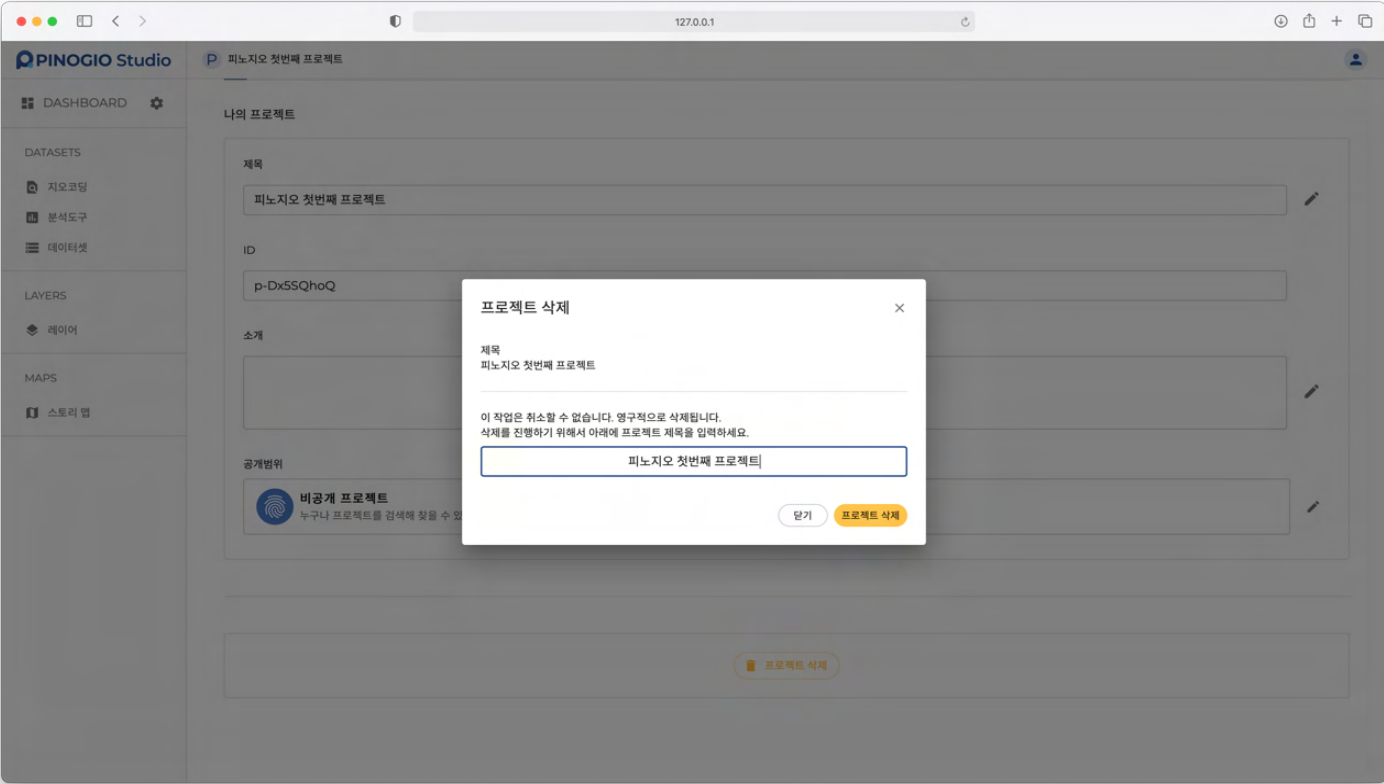 127.0.0.1
PINOGIO Studio
P 피노지오 첫번째 프로젝트
DASHBOARD
나의 프로젝트
DATASETS
지오코딩
분석도구
데이터셋
LAYERS
레이어
MAPS
스토리 맵
제목
피노지오 첫번째 프로젝트
ID
p-Dx5SQhoQ
소개
공개범위
비공개 프로젝트
누구나 프로젝트를 검색해 찾을 수 있
프로젝트 삭제
제목
피노지오 첫번째 프로젝트
이 작업은 취소할 수 없습니다. 영구적으로 삭제됩니다.
삭제를 진행하기 위해서 아래에 프로젝트 제목을 입력하세요.
피노지오 첫번째 프로젝트
닫기
프로젝트 삭제
프로젝트 삭제